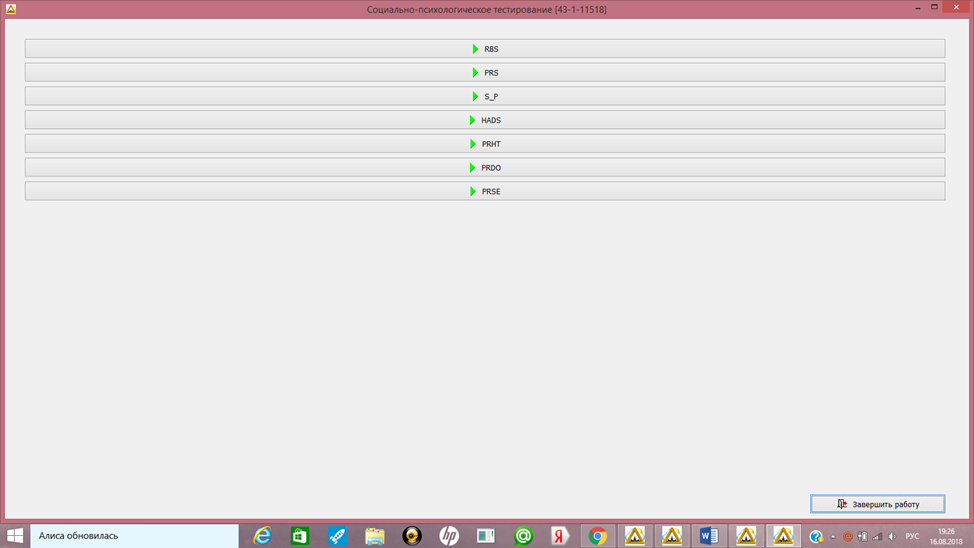 Социально-психологическое тестирование [43-1-11518]
RBS
PRS
S_P
HADS
PRHT
PRDO
PRSE
Завершить работу
Алиса обновилась
hp
W
Я
РУС
19:26
16.08.2018